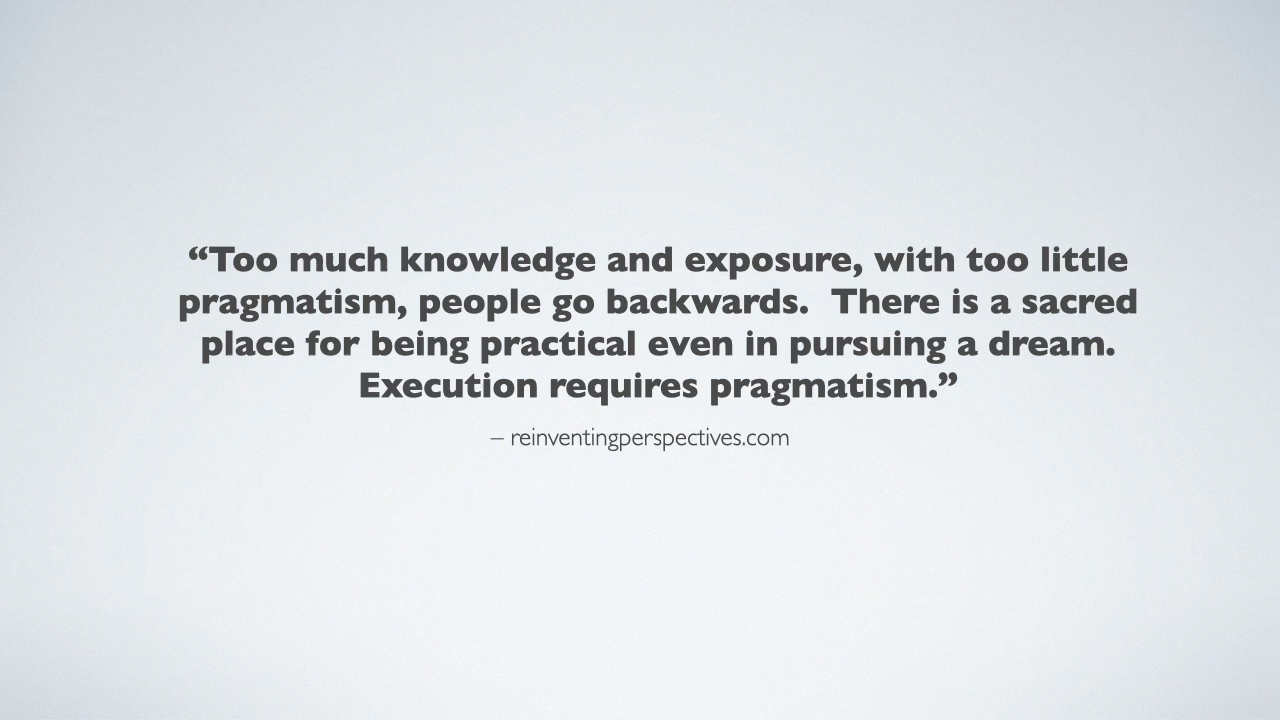 “Too much knowledge and exposure, with too little
pragmatism, people go backwards.  There is a sacred
place for being practical even in pursuing a dream.
Execution requires pragmatism.”
– reinventingperspectives.com